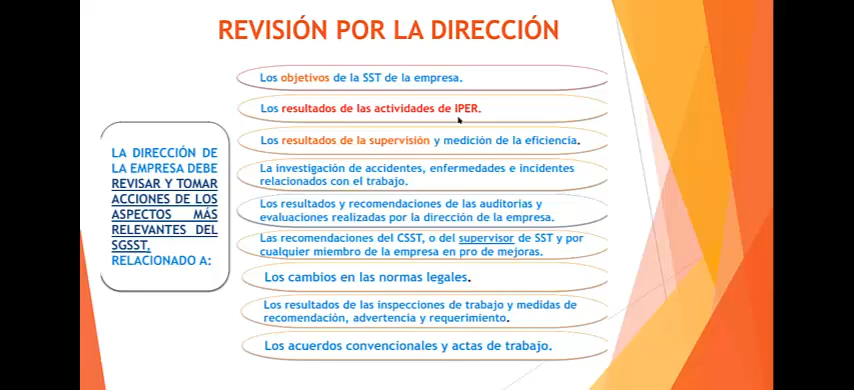 REVISIÓN POR LA DIRECCIÓN
LA DIRECCIÓN DE
LA EMPRESA DEBE
REVISAR Y TOMAR
ACCIONES DE LOS
ASPECTOS MÁS
RELEVANTES DEL
SGSST,
RELACIONADO A:
Los objetivos de la SST de la empresa.
Los resultados de las actividades de IPER.
Los resultados de la supervisión y medición de la eficiencia.
La investigación de accidentes, enfermedades e incidentes
relacionados con el trabajo.
Los resultados y recomendaciones de las auditorias y
evaluaciones realizadas por la dirección de la empresa.
Las recomendaciones del CSST, o del supervisor de SST y por
cualquier miembro de la empresa en pro de mejoras.
Los cambios en las normas legales.
Los resultados de las inspecciones de trabajo y medidas de
recomendación, advertencia y requerimiento.
Los acuerdos convencionales y actas de trabajo.